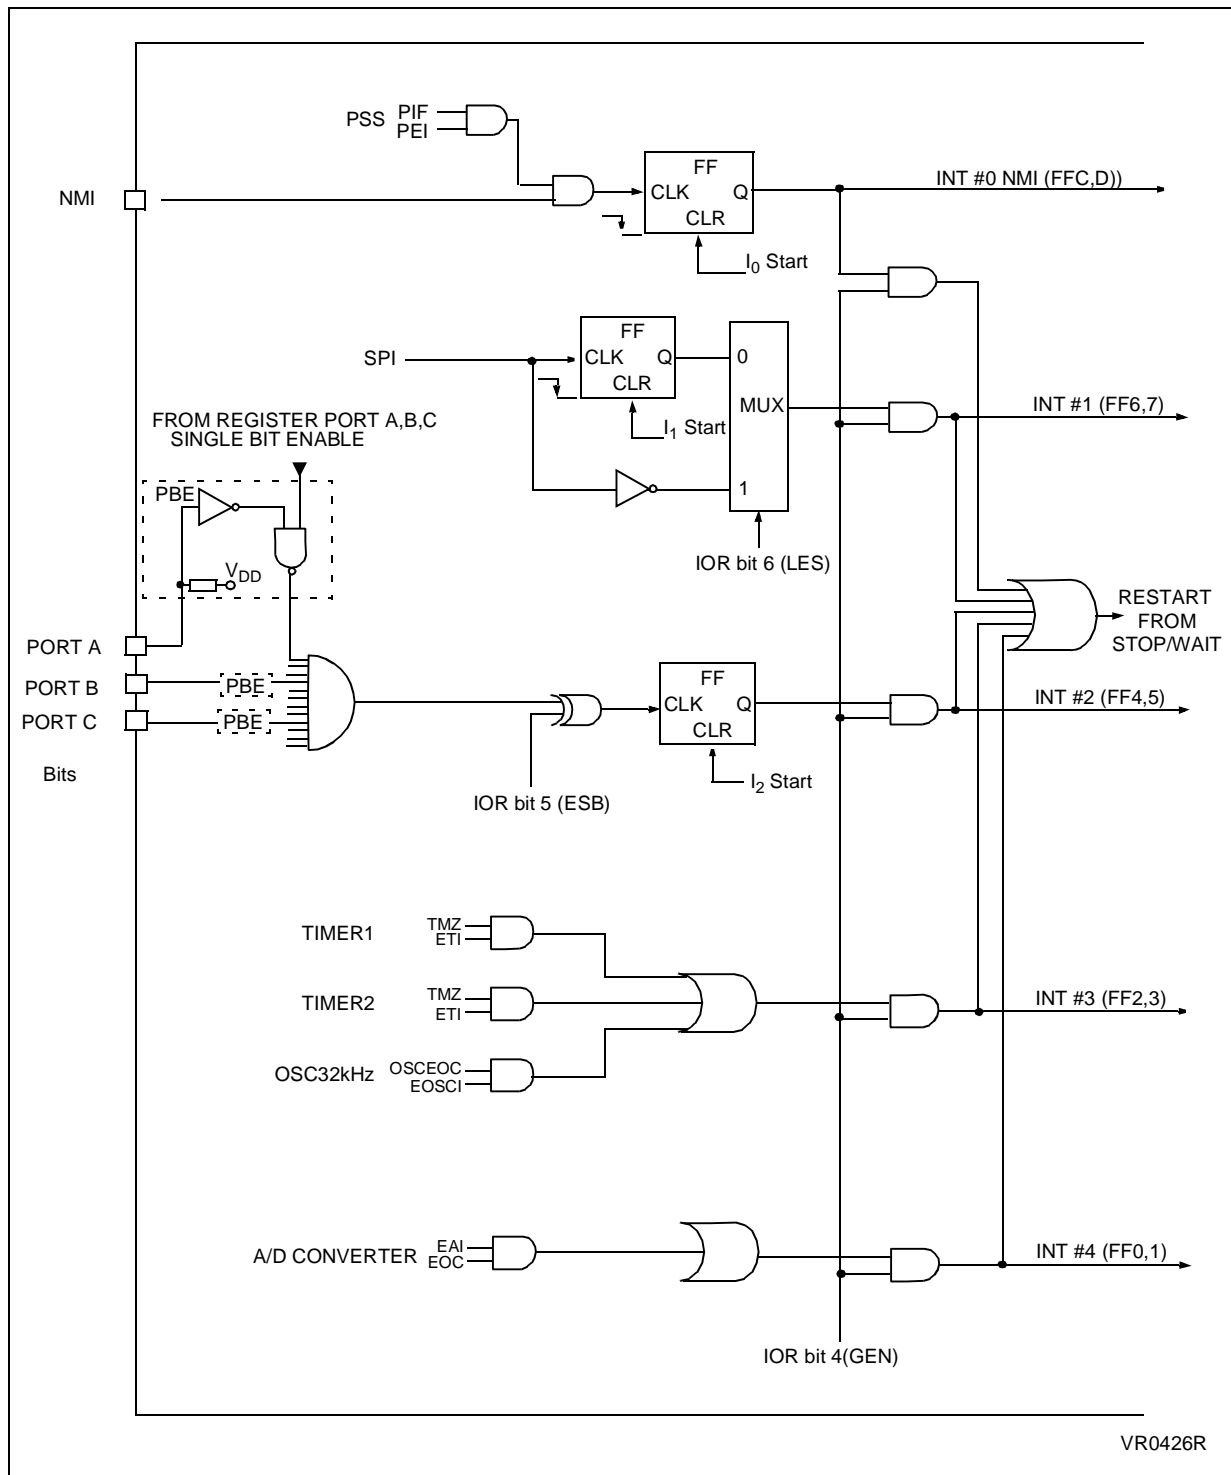 PSS PIF
PEI
FF
CLK Q
CLR
INT #0 NMI (FFC,D))
NMI
I0 Start
FF
CLK Q
CLR
SPI
0
MUX
1
INT #1 (FF6,7)
I1 Start
FROM REGISTER PORT A,B,C
SINGLE BIT ENABLE
PBE
VDD
IOR bit 6 (LES)
RESTART
FROM
STOP/WAIT
PORT A
PORT B
PBE
PORT C
PBE
Bits
FF
CLK Q
CLR
INT #2 (FF4,5)
I2 Start
IOR bit 5 (ESB)
TIMER1 TMZ
ETI
TIMER2 TMZ
ETI
INT #3 (FF2,3)
OSC32kHz OSCEOC
EOSCI
A/D CONVERTER EAI
EOC
INT #4 (FF0,1)
IOR bit 4(GEN)
VR0426R